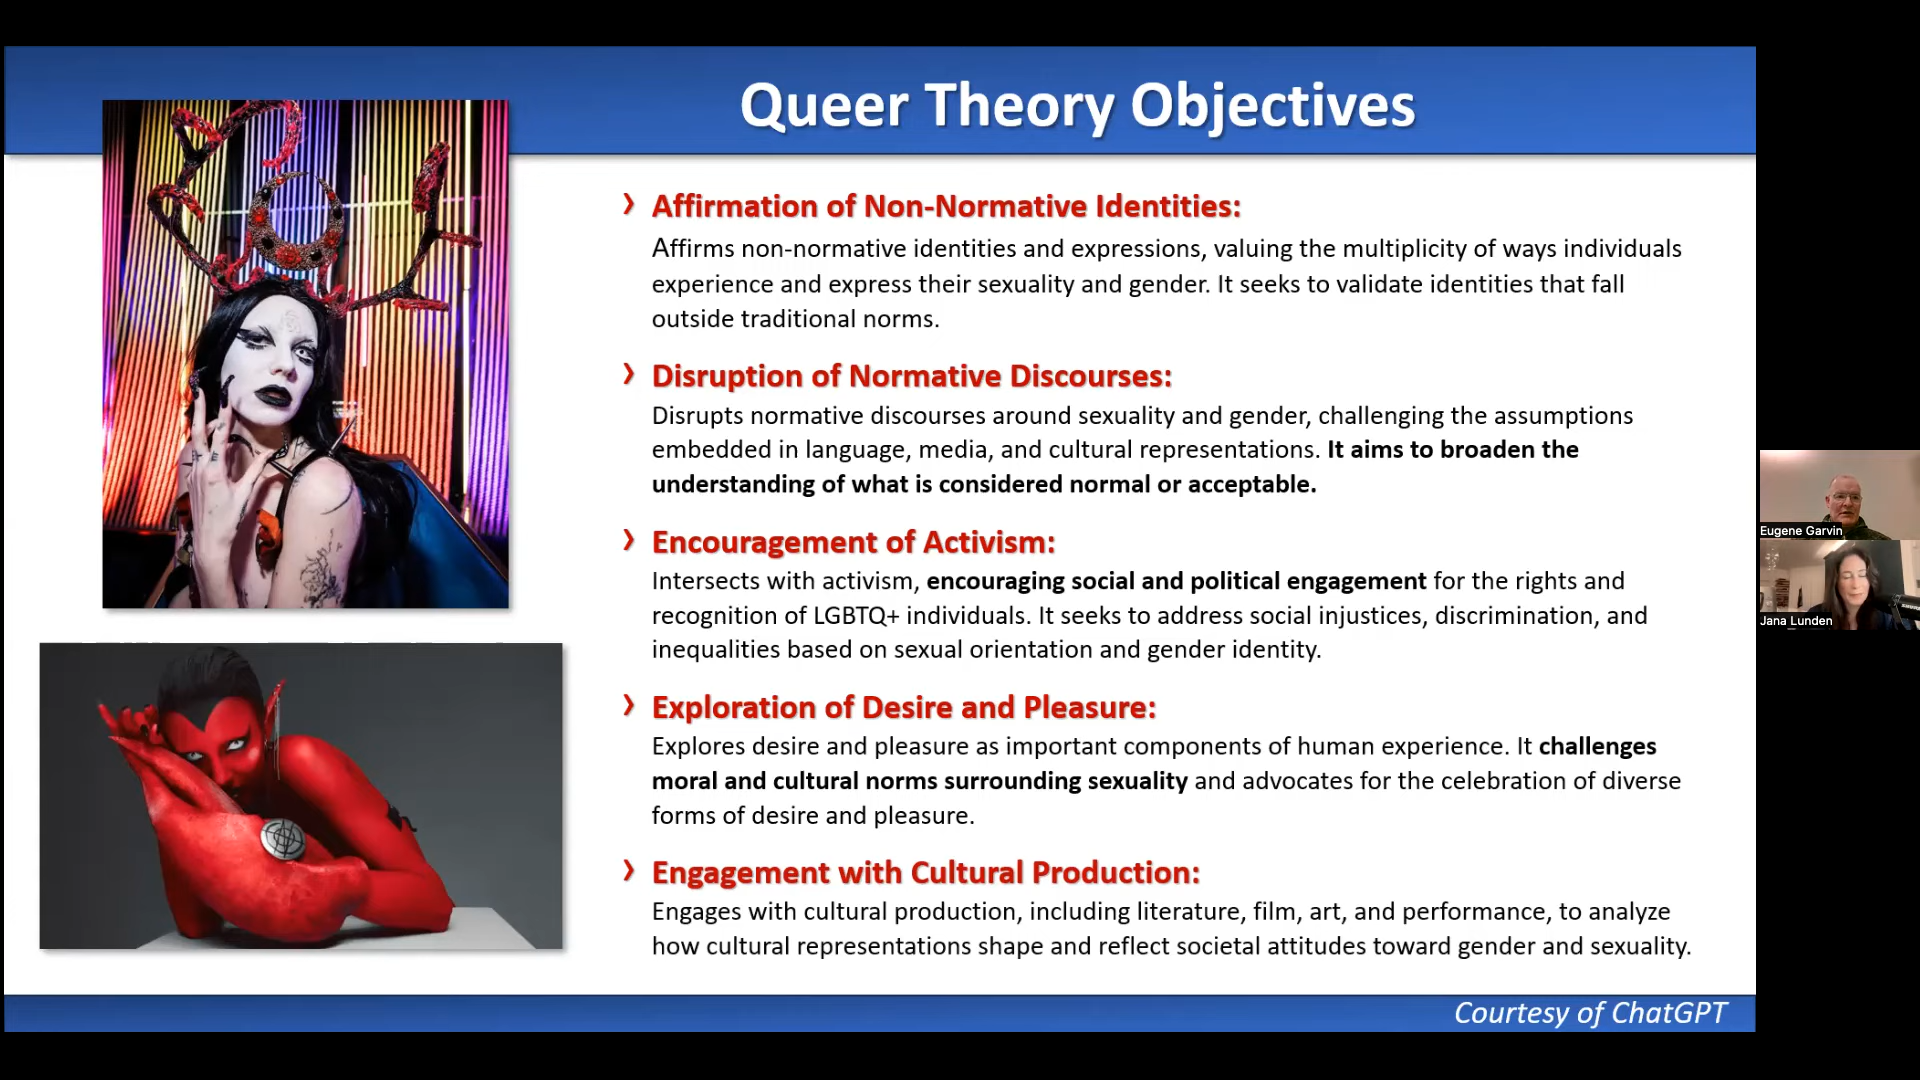 Queer Theory Objectives
› Affirmation of Non-Normative Identities:
Affirms non-normative identities and expressions, valuing the multiplicity of ways individuals
experience and express their sexuality and gender. It seeks to validate identities that fall
outside traditional norms.
› Disruption of Normative Discourses:
Disrupts normative discourses around sexuality and gender, challenging the assumptions
embedded in language, media, and cultural representations. It aims to broaden the
understanding of what is considered normal or acceptable.
› Encouragement of Activism:
Intersects with activism, encouraging social and political engagement for the rights and
recognition of LGBTQ+ individuals. It seeks to address social injustices, discrimination, and
inequalities based on sexual orientation and gender identity.
› Exploration of Desire and Pleasure:
Explores desire and pleasure as important components of human experience. It challenges
moral and cultural norms surrounding sexuality and advocates for the celebration of diverse
forms of desire and pleasure.
› Engagement with Cultural Production:
Engages with cultural production, including literature, film, art, and performance, to analyze
how cultural representations shape and reflect societal attitudes toward gender and sexuality.
Courtesy of ChatGPT
Eugene Garvin
Jana Lunden